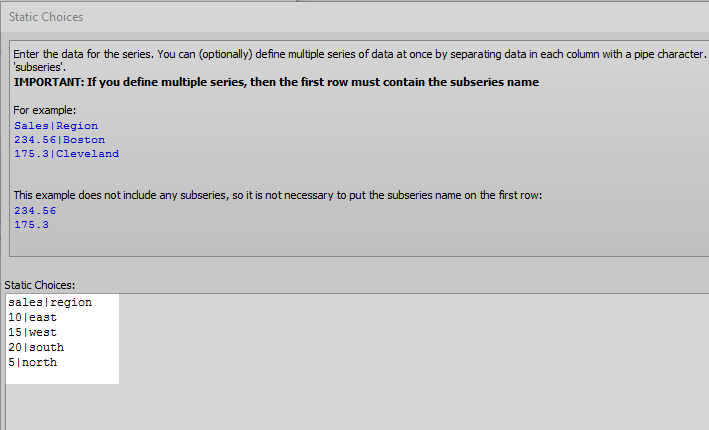 Static Choices
Enter the data for the series. You can (optionally) define multiple series of data at once by separating data in each column with a pipe character.
'subseries'.
IMPORTANT: If you define multiple series, then the first row must contain the subseries name
For example:
Sales|Region
234.56|Boston
175.3|Cleveland
This example does not include any subseries, so it is not necessary to put the subseries name on the first row:
234.56
175.3
Static Choices:
sales|region
10|east
15|west
20|south
5|north